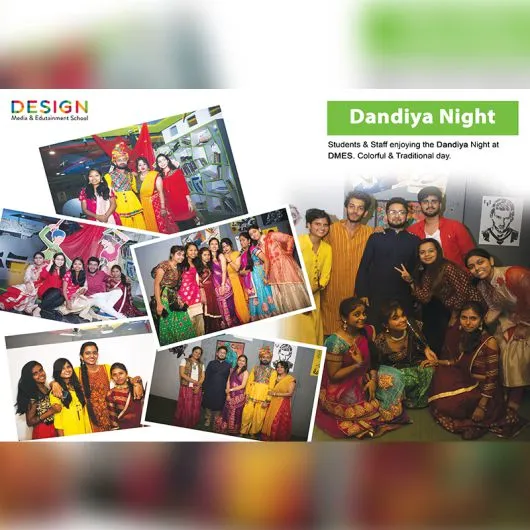 DESIGN
Media & Edutainment School
Dandiya Night
Students & Staff enjoying the Dandiya Night at
DMES. Colorful & Traditional day.